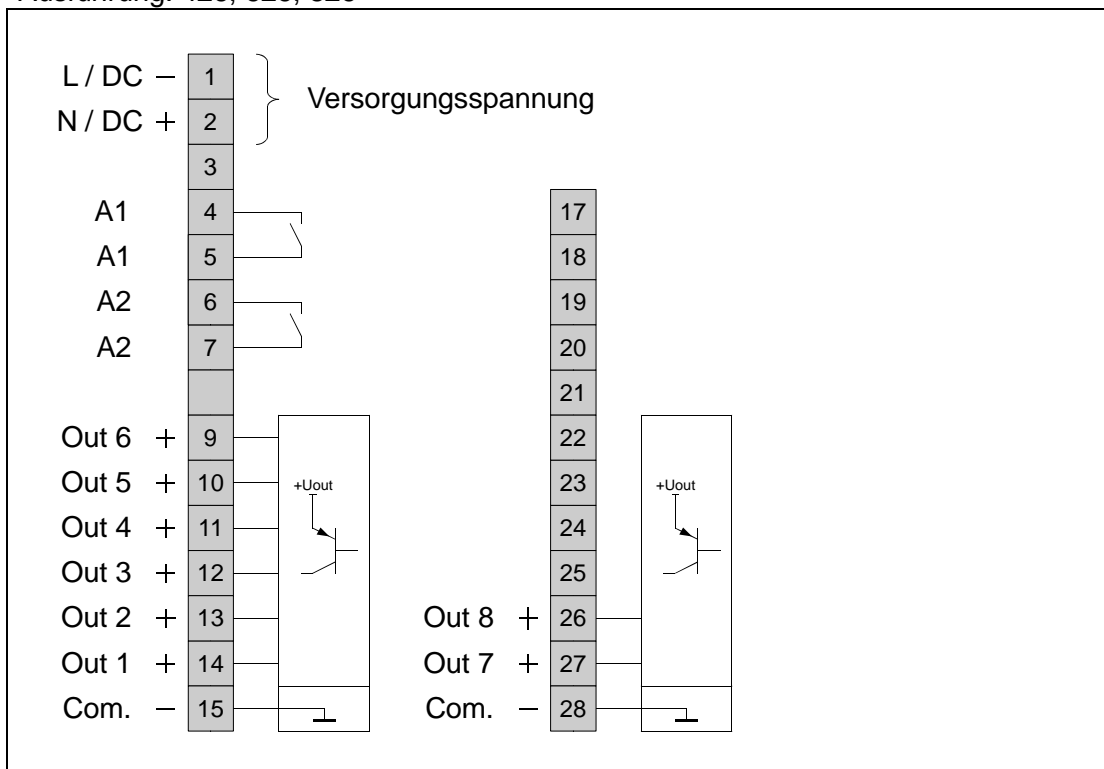 L / DC − 1
N / DC + 2
Versorgungsspannung
3
A1 4
A1 5
A2 6
A2 7
Out 6 + 9
Out 5 + 10
Out 4 + 11
Out 3 + 12
Out 2 + 13
Out 1 + 14
Com. − 15
+Uout
17
18
19
20
21
22
23
24
25
Out 8 + 26
Out 7 + 27
Com. − 28
+Uout